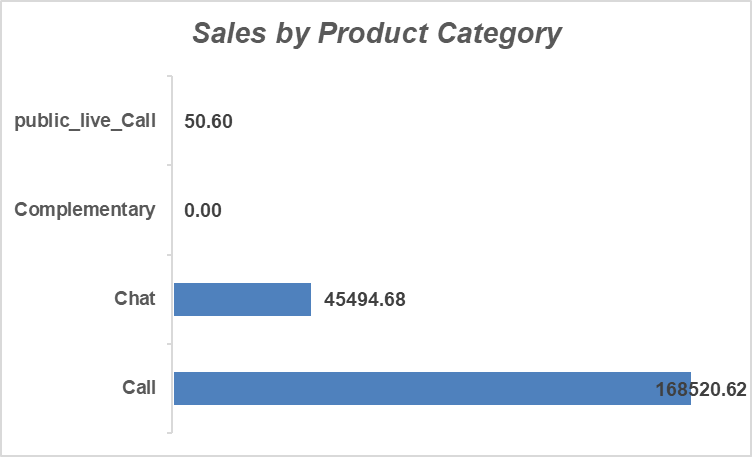 Sales by Product Category
public_live_Call 50.60
Complementary 0.00
Chat 45494.68
Call 168520.62